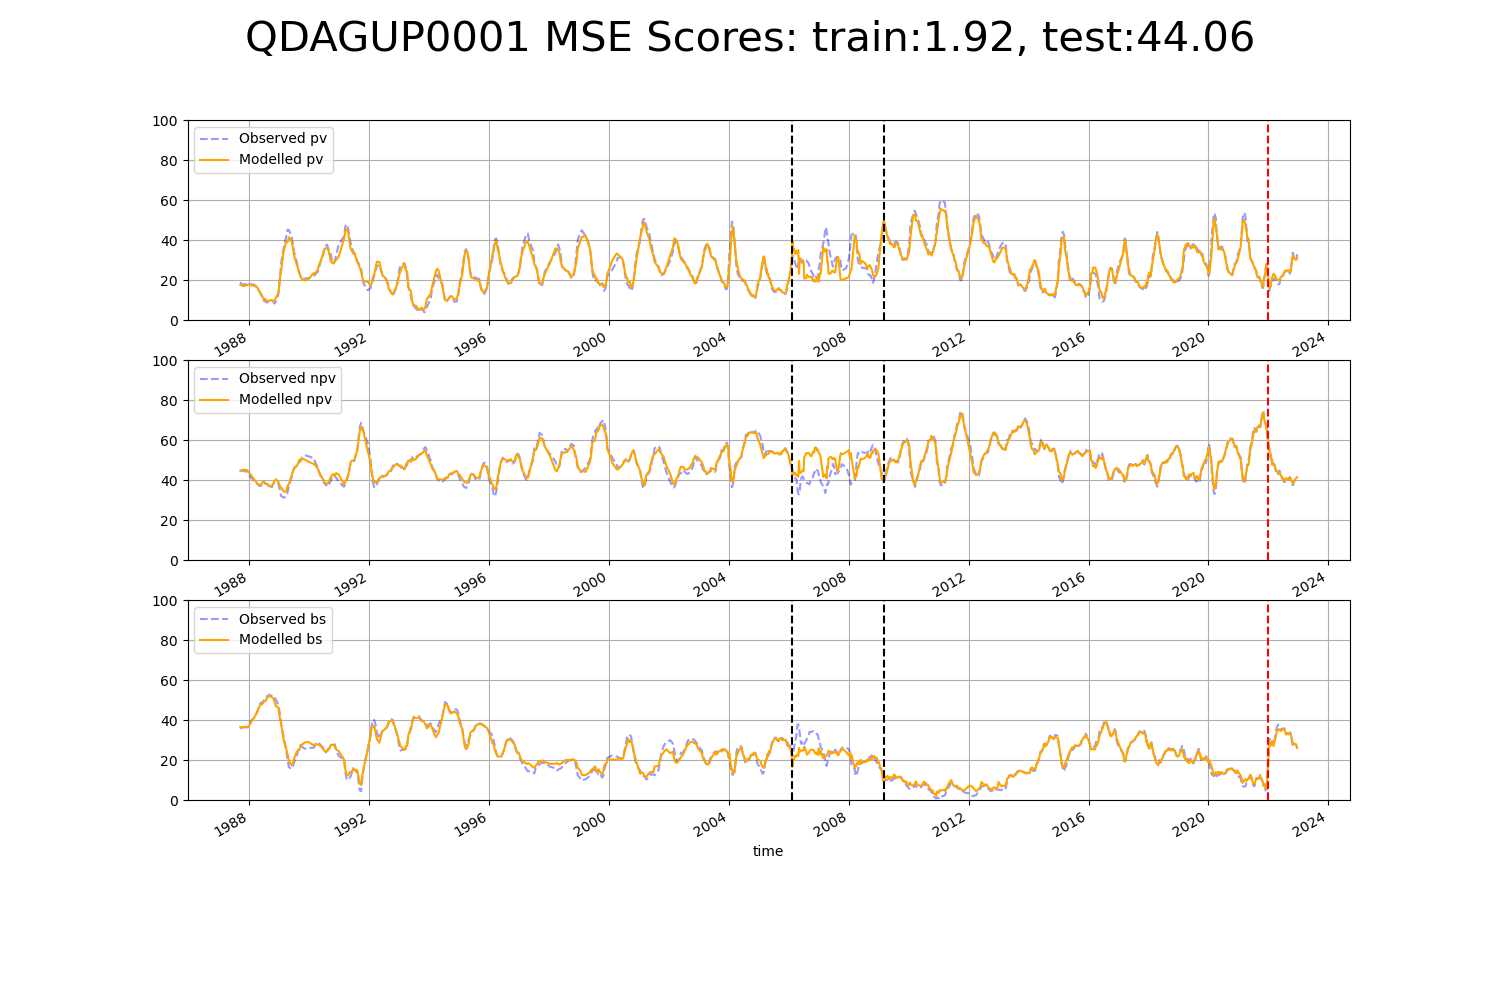 QDAGUP0001 MSE Scores: train:1.92, test:44.06
100
80
60
40
20
0
Observed pv
Modelled pv
1988 1992 1996 2000 2004 2008 2012 2016 2020 2024
100
80
60
40
20
0
Observed npv
Modelled npv
1988 1992 1996 2000 2004 2008 2012 2016 2020 2024
100
80
60
40
20
0
Observed bs
Modelled bs
1988 1992 1996 2000 2004 2008 2012 2016 2020 2024
time